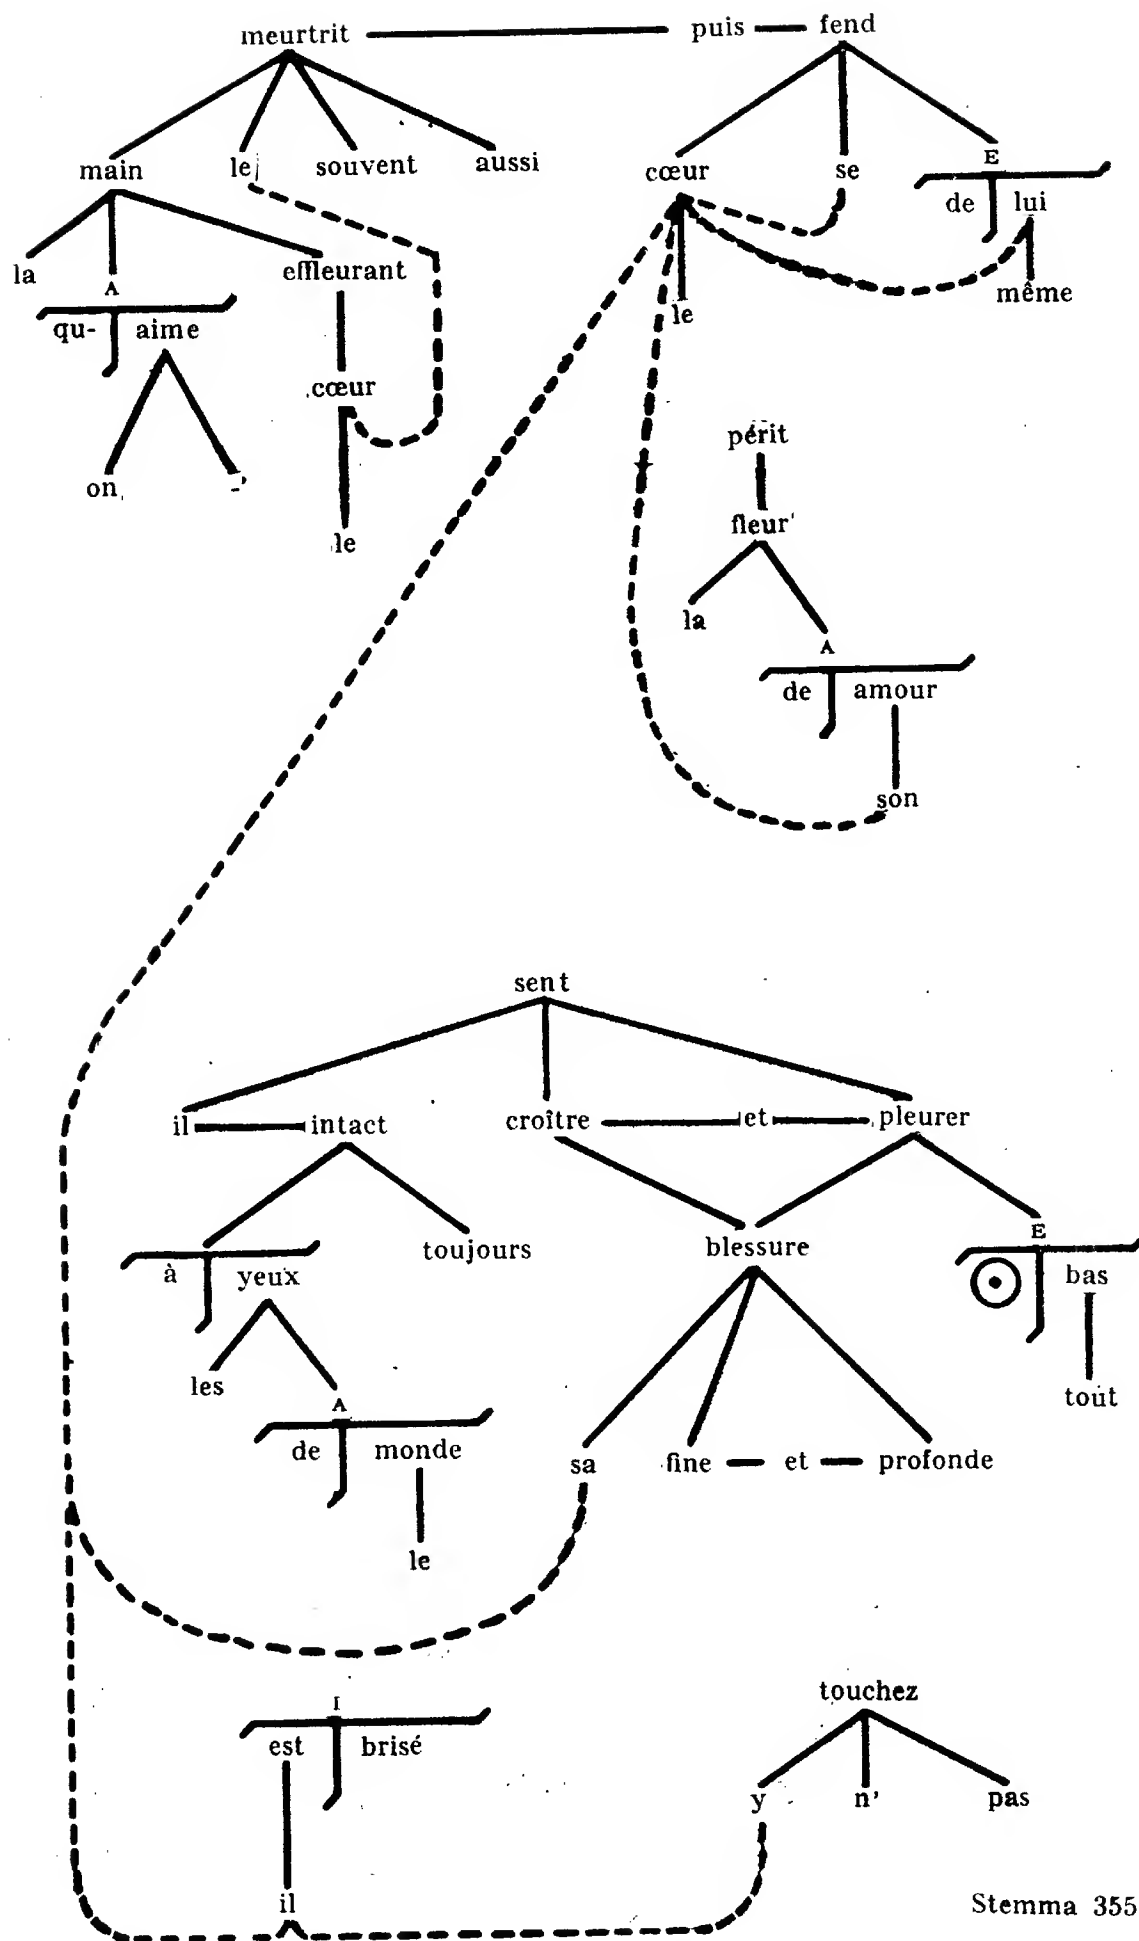 meurtrit puis fend
main le souvent aussi cœur se E
de lui
la A effleurant même
qu- aime le
cœur
on
le
périt
fleur
la A
de amour
son
sent
il intact croître et pleurer
toujours blessure E
à yeux bas
les A tout
de monde sa fine et profonde
le
I touchez
est brisé
y n' pas
il
Stemma 355